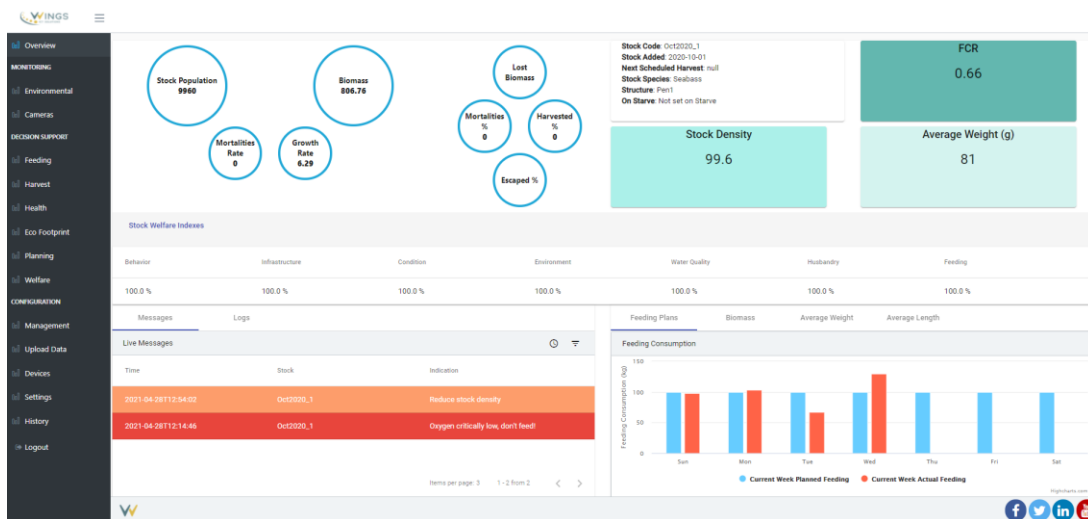 WINGS
Overview
MONITORING
Environmental
Cameras
DECISION SUPPORT
Feeding
Harvest
Health
Eco Footprint
Planning
Welfare
CONFIGURATION
Management
Upload Data
Devices
Settings
History
Logout
Stock Population
9960
Mortalities
Rate
0
Growth
Rate
6.29
Biomass
806.76
Lost
Biomass
Mortalities
%
0
Harvested
%
0
Escaped %
Stock Code: Oct2020_1
Stock Added: 2020-10-01
Next Scheduled Harvest: null
Stock Species: Seabass
Structure: Pen1
On Starve: Not set on Starve
FCR
0.66
Stock Density
99.6
Average Weight (g)
81
Stock Welfare Indexes
Behavior Infrastructure Condition Environment Water Quality Husbandry Feeding
100.0 % 100.0 % 100.0 % 100.0 % 100.0 % 100.0 % 100.0 %
Messages Logs
Live Messages
Time Stock Indication
2021-04-28T12:54:02 Oct2020_1 Reduce stock density
2021-04-28T12:14:46 Oct2020_1 Oxygen critically low, don't feed!
Items per page: 3 1 - 2 from 2
Feeding Plans Biomass Average Weight Average Length
Feeding Consumption
Feeding Consumption (kg)
150
100
50
0
Sun Mon Tue Wed Thu Fri Sat
Current Week Planned Feeding Current Week Actual Feeding
Highcharts.com